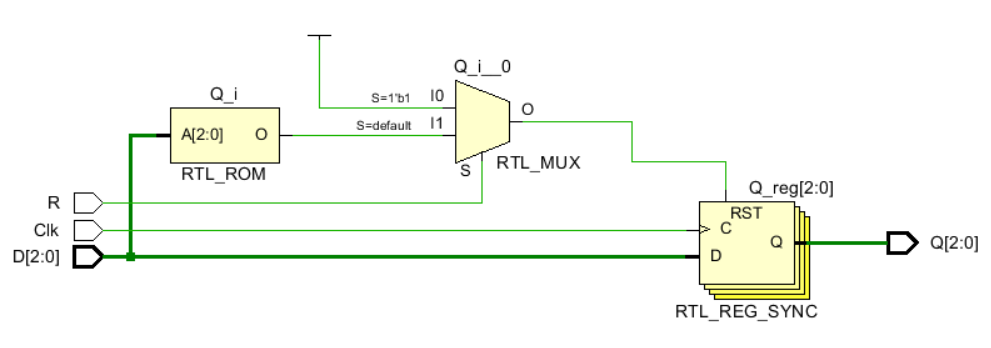 Q_i__0
Q_i
S=1'b1
I0
O
A[2:0]
O
S=default
I1
RTL_ROM
S
RTL_MUX
R
Q_reg[2:0]
RST
Clk
C
Q
Q[2:0]
D[2:0]
D
RTL_REG_SYNC